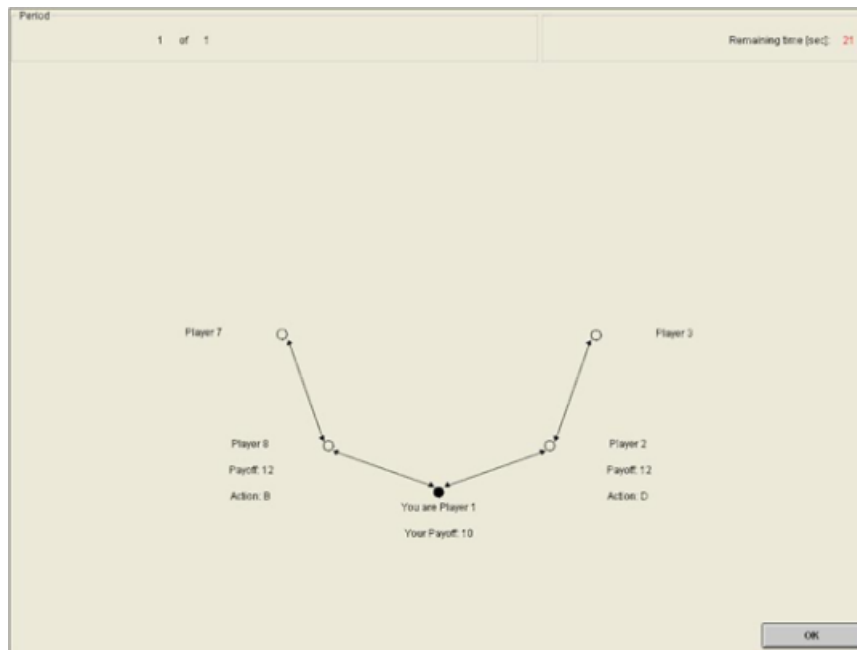 Period
1 of 1
Remaining time [sec]: 21
Player 7
Player 3
Player 8
Payoff: 12
Action: B
Player 2
Payoff: 12
Action: D
You are Player 1
Your Payoff: 10
OK